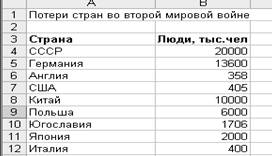 A B
1 Потери стран во второй мировой войне
2
3 Страна Люди, тыс.чел
4 СССР 20000
5 Германия 13600
6 Англия 358
7 США 405
8 Китай 10000
9 Польша 6000
10 Югославия 1706
11 Япония 2000
12 Италия 400